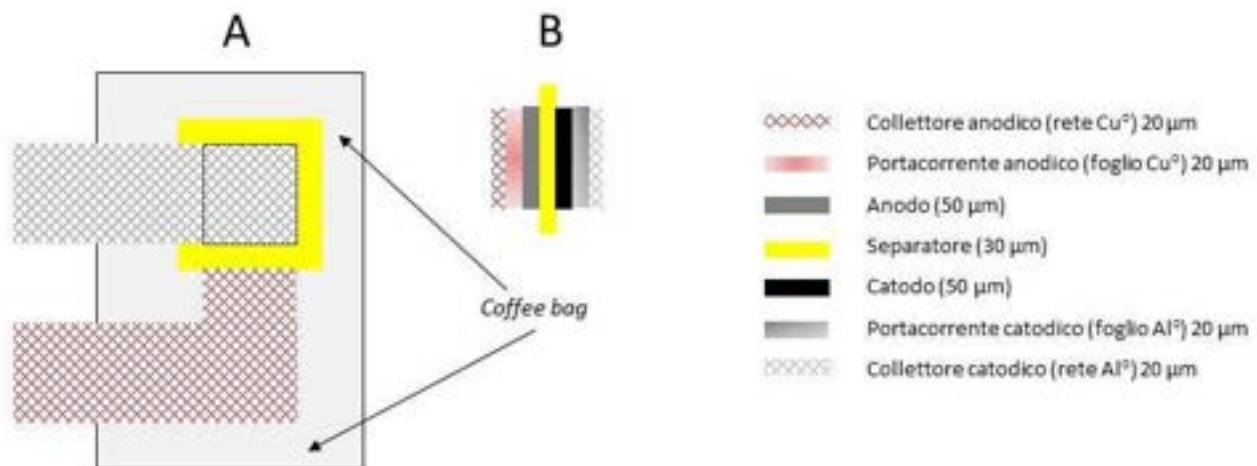 A
B
Coffee bag
Collettore anodico (rete Cu°) 20 µm
Portacorrente anodico (foglio Cu°) 20 µm
Anodo (50 µm)
Separatore (30 µm)
Catodo (50 µm)
Portacorrente catodico (foglio Al°) 20 µm
Collettore catodico (rete Al°) 20 µm